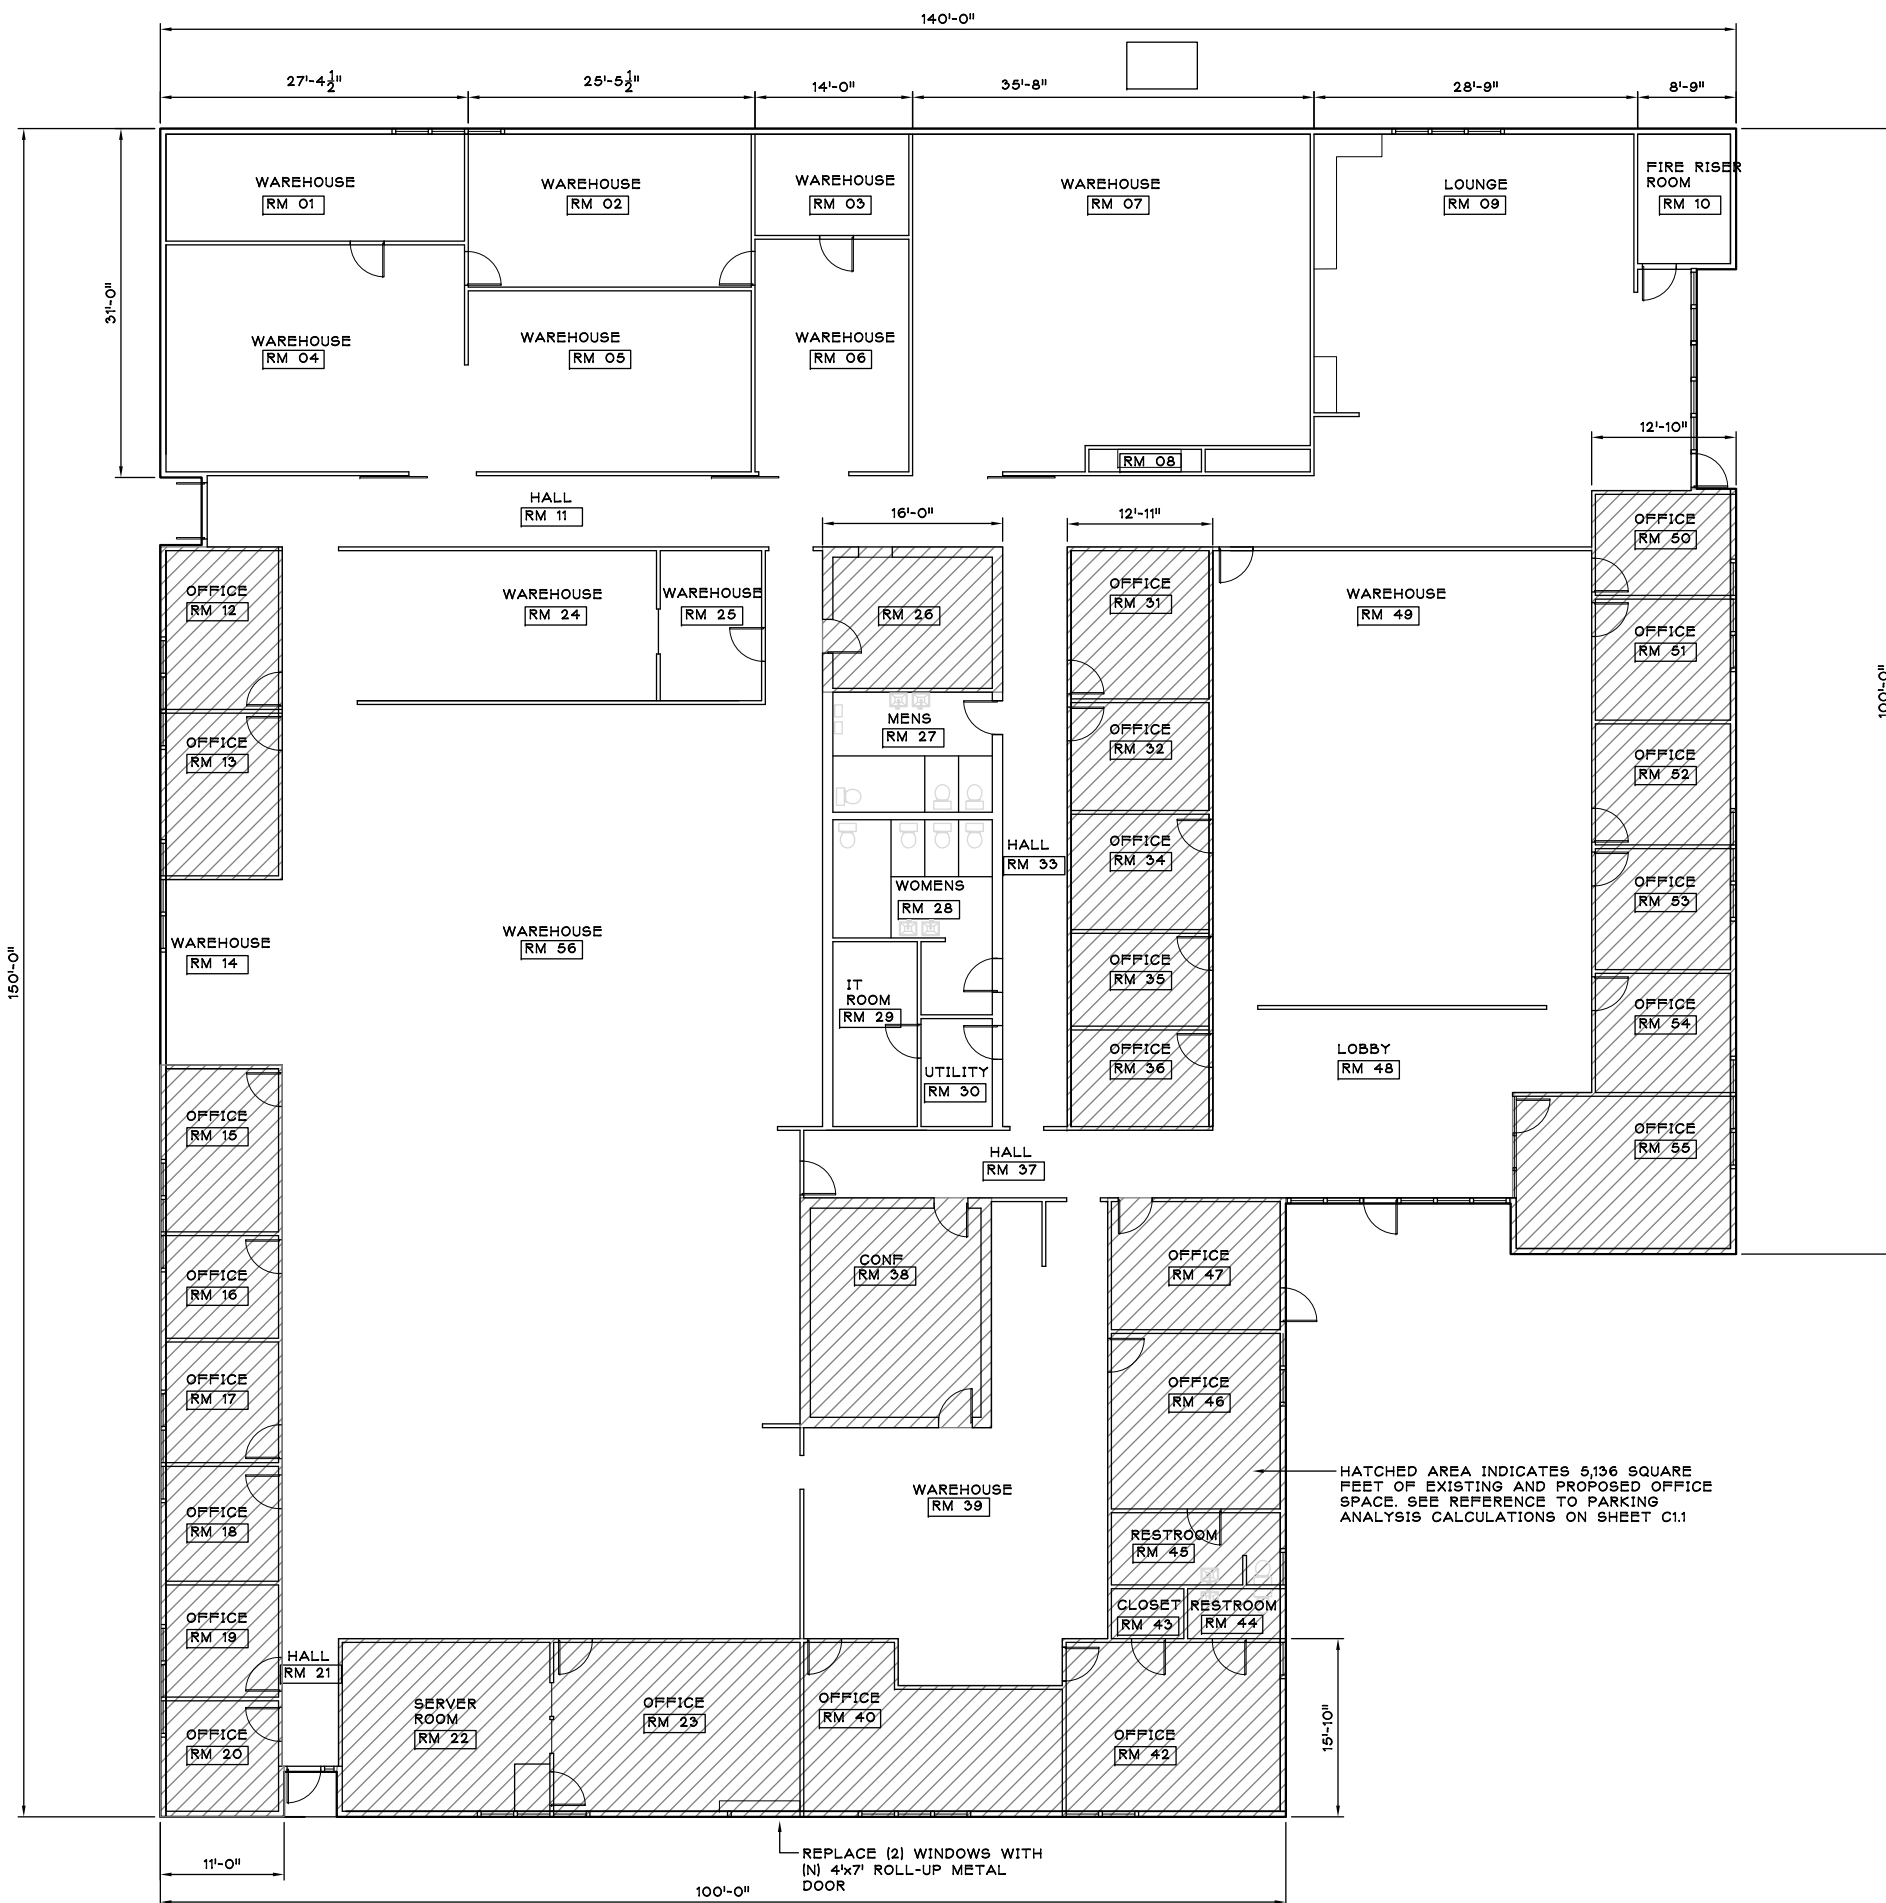 140'-0"
27'-4 1/2"
25'-5 1/2"
14'-0"
35'-8"
28'-9"
8'-9"
WAREHOUSE
RM 01
WAREHOUSE
RM 02
WAREHOUSE
RM 03
WAREHOUSE
RM 07
LOUNGE
RM 09
FIRE RISER
ROOM
RM 10
31'-0"
WAREHOUSE
RM 04
WAREHOUSE
RM 05
WAREHOUSE
RM 06
12'-10"
RM 08
HALL
RM 11
16'-0"
12'-11"
OFFICE
RM 50
OFFICE
RM 12
WAREHOUSE
RM 24
WAREHOUSE
RM 25
RM 26
OFFICE
RM 31
WAREHOUSE
RM 49
OFFICE
RM 51
100'-0"
OFFICE
RM 13
MENS
RM 27
OFFICE
RM 32
OFFICE
RM 52
HALL
RM 33
OFFICE
RM 34
WOMENS
RM 28
OFFICE
RM 53
150'-0"
WAREHOUSE
RM 14
WAREHOUSE
RM 56
IT
ROOM
RM 29
OFFICE
RM 35
OFFICE
RM 54
UTILITY
RM 30
OFFICE
RM 36
LOBBY
RM 48
OFFICE
RM 15
HALL
RM 37
OFFICE
RM 55
OFFICE
RM 16
CONF
RM 38
OFFICE
RM 47
OFFICE
RM 17
OFFICE
RM 46
OFFICE
RM 18
WAREHOUSE
RM 39
HATCHED AREA INDICATES 5,136 SQUARE
FEET OF EXISTING AND PROPOSED OFFICE
SPACE. SEE REFERENCE TO PARKING
ANALYSIS CALCULATIONS ON SHEET C1.1
RESTROOM
RM 45
OFFICE
RM 19
CLOSET
RM 43
RESTROOM
RM 44
HALL
RM 21
SERVER
ROOM
RM 22
OFFICE
RM 23
OFFICE
RM 40
OFFICE
RM 42
OFFICE
RM 20
15'-10"
11'-0"
REPLACE (2) WINDOWS WITH
(N) 4'x7' ROLL-UP METAL
DOOR
100'-0"